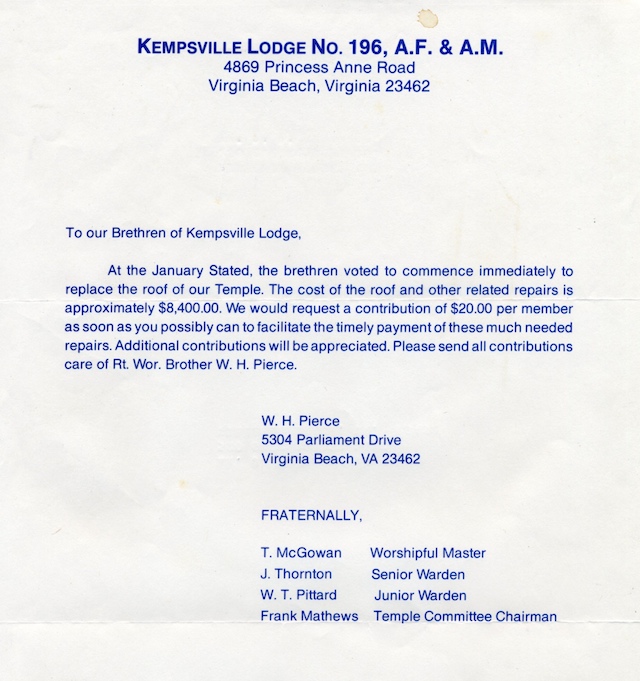 KEMPSVILLE LODGE NO. 196, A.F. & A.M.
4869 Princess Anne Road
Virginia Beach, Virginia 23462
To our Brethren of Kempsville Lodge,
At the January Stated, the brethren voted to commence immediately to
replace the roof of our Temple. The cost of the roof and other related repairs is
approximately $8,400.00. We would request a contribution of $20.00 per member
as soon as you possibly can to facilitate the timely payment of these much needed
repairs. Additional contributions will be appreciated. Please send all contributions
care of Rt. Wor. Brother W. H. Pierce.
W. H. Pierce
5304 Parliament Drive
Virginia Beach, VA 23462
FRATERNALLY,
T. McGowan Worshipful Master
J. Thornton Senior Warden
W. T. Pittard Junior Warden
Frank Mathews Temple Committee Chairman